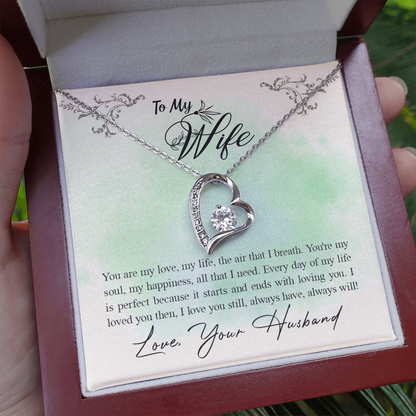 To My
Wife
You are my love, my life, the air that I breath. You're my
soul, my happiness, all that I need. Every day of my life
is perfect because it starts and ends with loving you. I
loved you then, I love you still, always have, always will!
Love, Your Husband